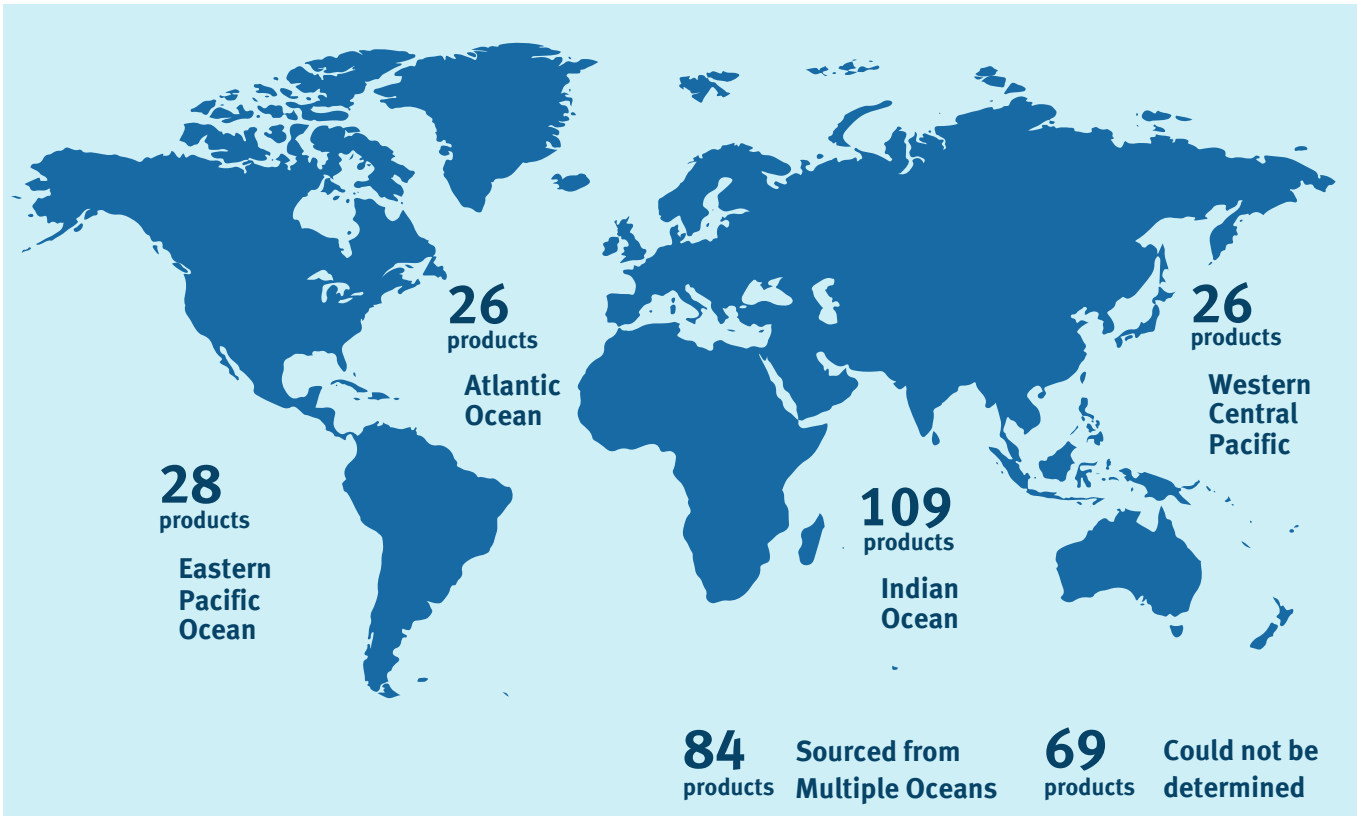 26
products
Atlantic
Ocean
26
products
Western
Central
Pacific
28
products
Eastern
Pacific
Ocean
109
products
Indian
Ocean
84
products
Sourced from
Multiple Oceans
69
products
Could not be
determined